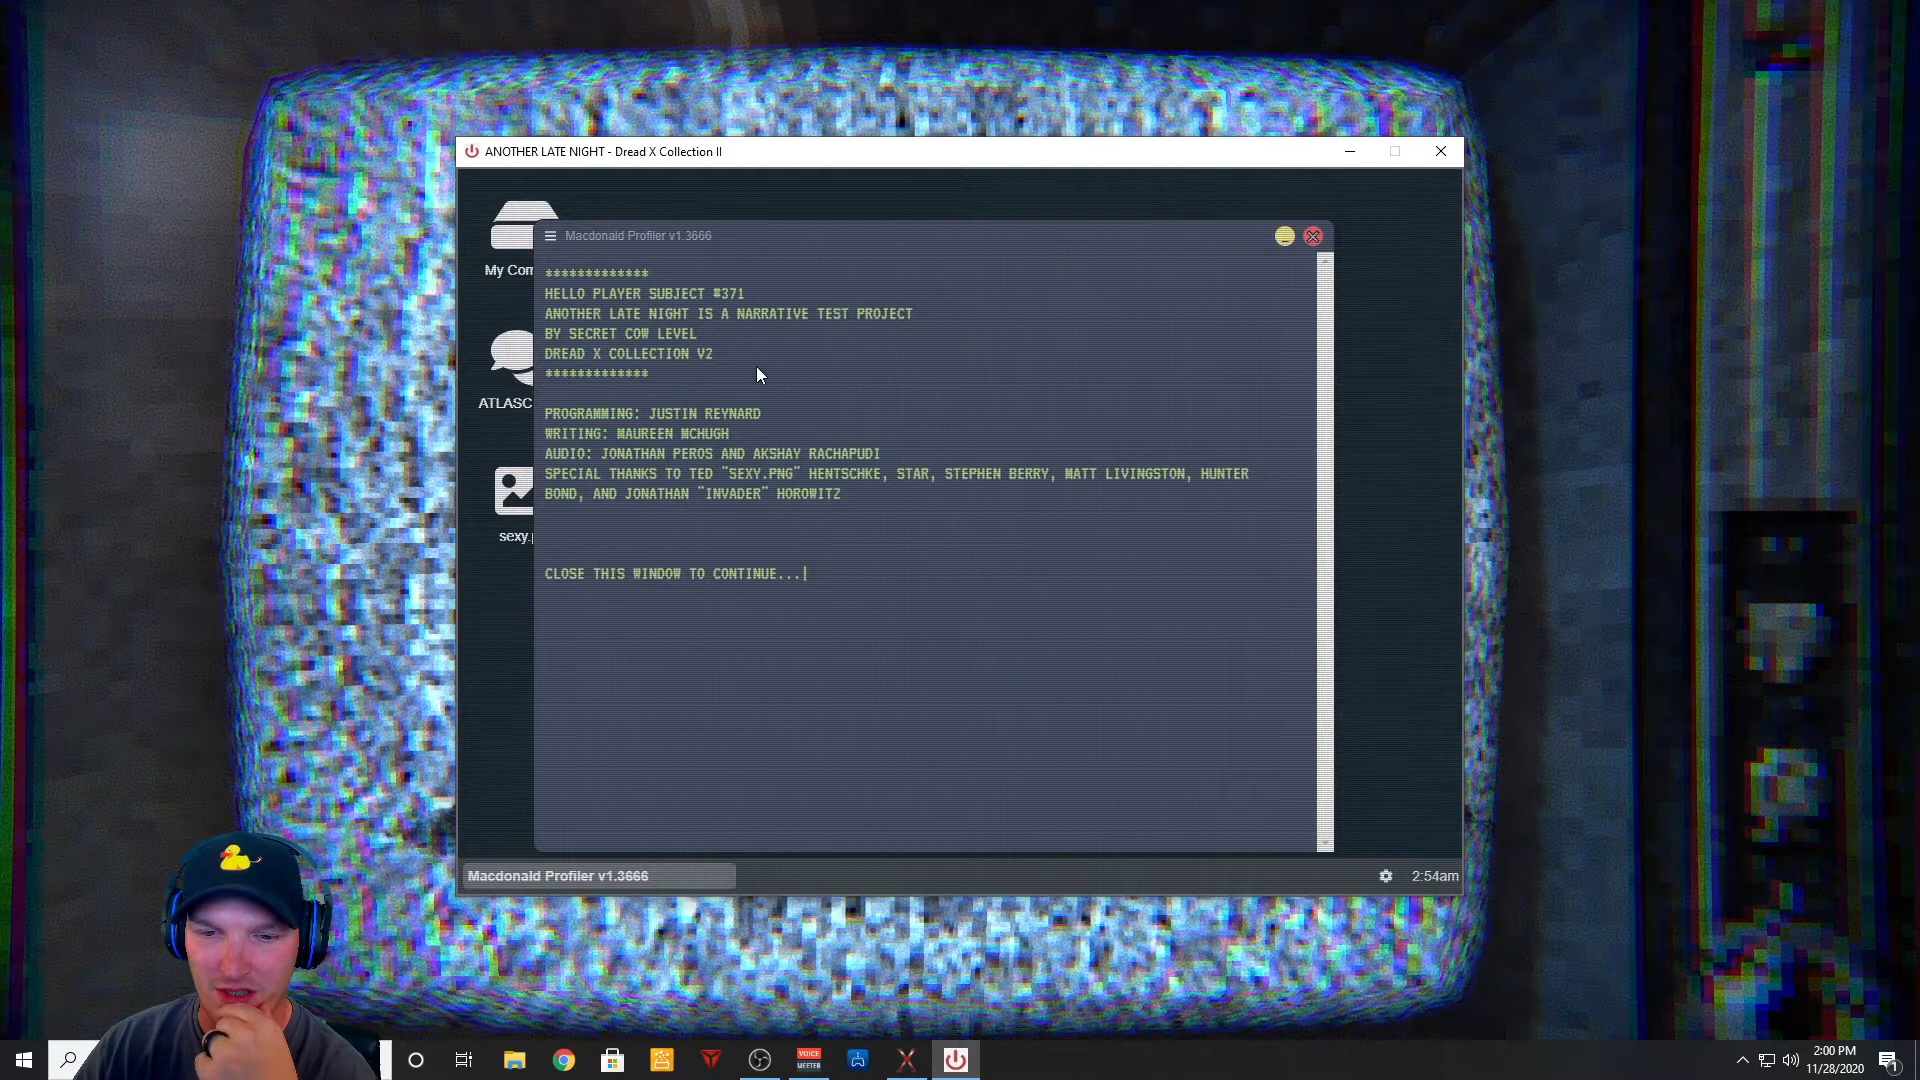 ANOTHER LATE NIGHT - Dread X Collection II
Macdonald Profiler v1.3666
My Com
ATLASC
sexy.p
*************
HELLO PLAYER SUBJECT #371
ANOTHER LATE NIGHT IS A NARRATIVE TEST PROJECT
BY SECRET COW LEVEL
DREAD X COLLECTION V2
*************
PROGRAMMING: JUSTIN REYNARD
WRITING: MAUREEN MCHUGH
AUDIO: JONATHAN PEROS AND AKSHAY RACHAPUDI
SPECIAL THANKS TO TED "SEXY.PNG" HENTSCHKE, STAR, STEPHEN BERRY, MATT LIVINGSTON, HUNTER
BOND, AND JONATHAN "INVADER" HOROWITZ
CLOSE THIS WINDOW TO CONTINUE...|
Macdonald Profiler v1.3666
2:54am
VOICE
MEETER
2:00 PM
11/28/2020
1